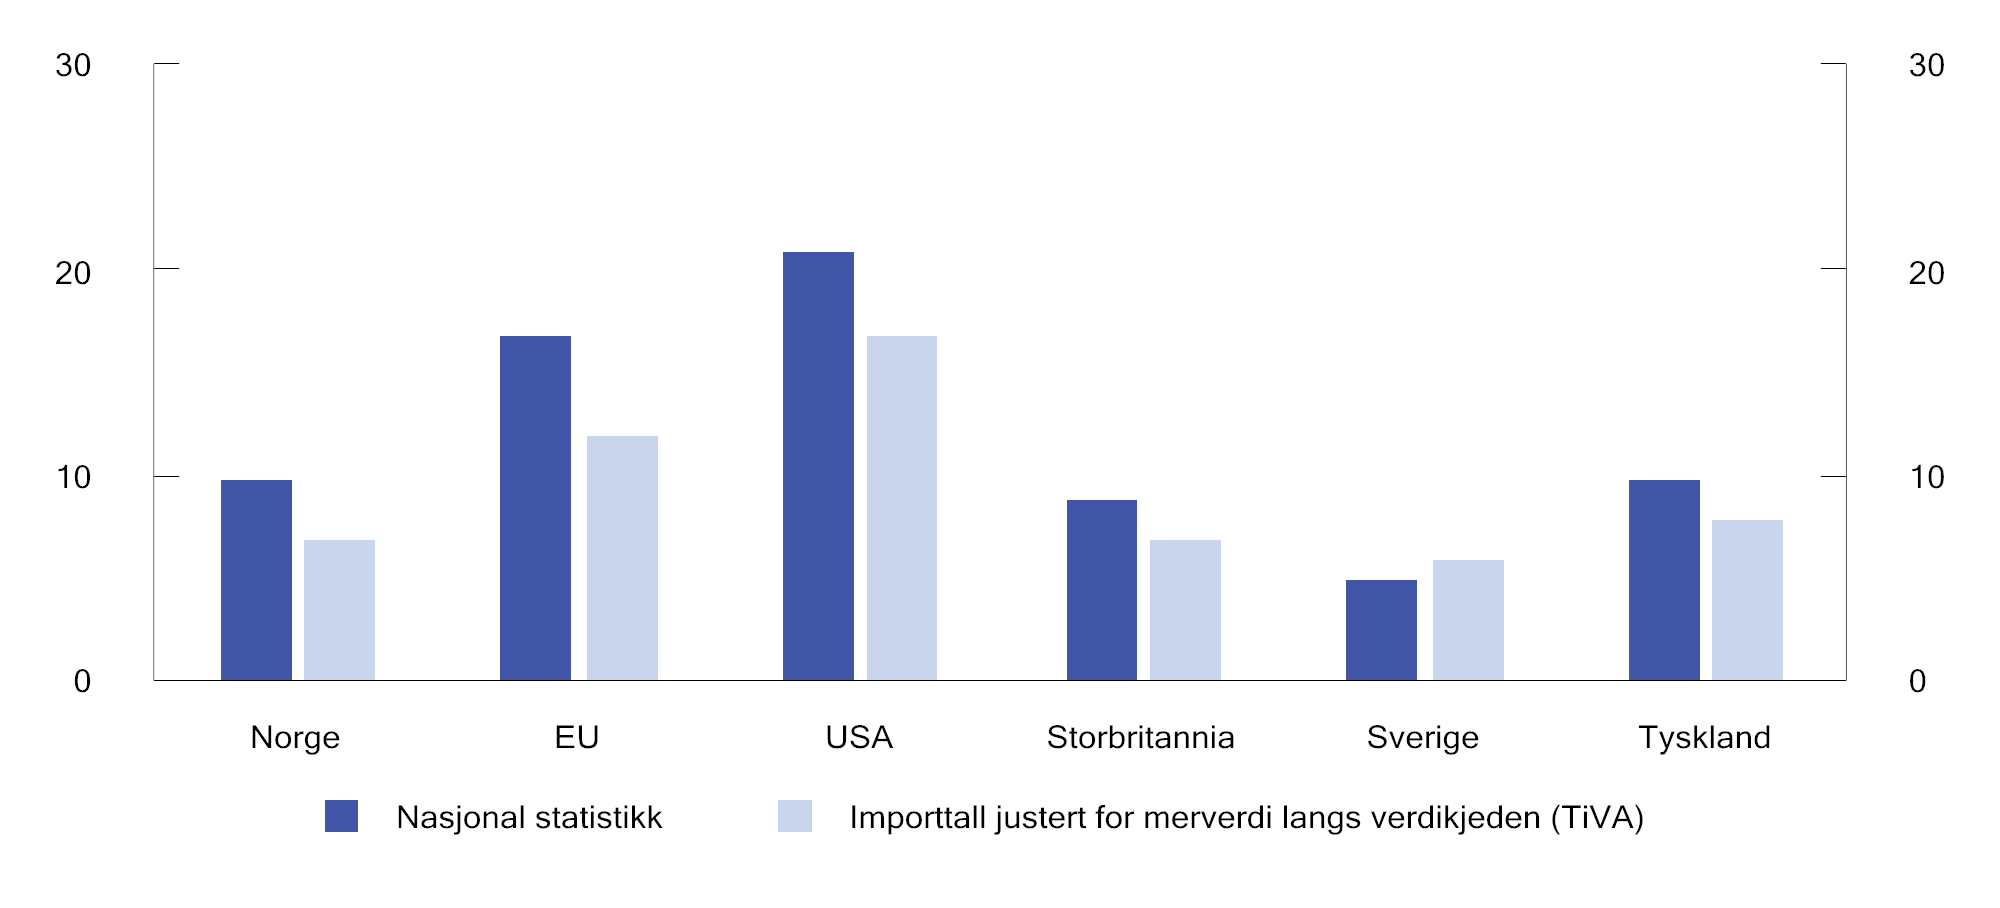 30 30
20 20
10 10
0 0
Norge EU USA Storbritannia Sverige Tyskland
Nasjonal statistikk Importtall justert for merverdi langs verdikjeden (TiVA)